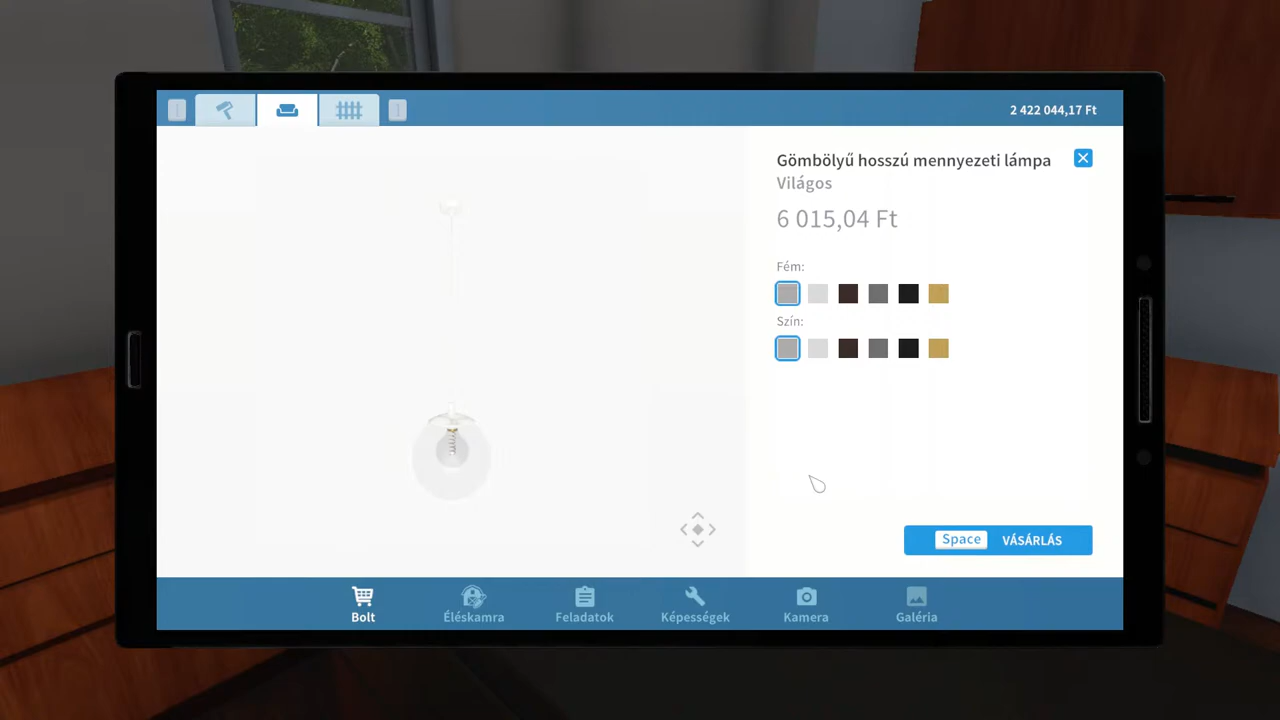 2 422 044,17 Ft
Gömbölyű hosszú mennyezeti lámpa
Világos
6 015,04 Ft
Fém:
Szín:
Space VÁSÁRLÁS
Bolt Éléskamra Feladatok Képességek Kamera Galéria